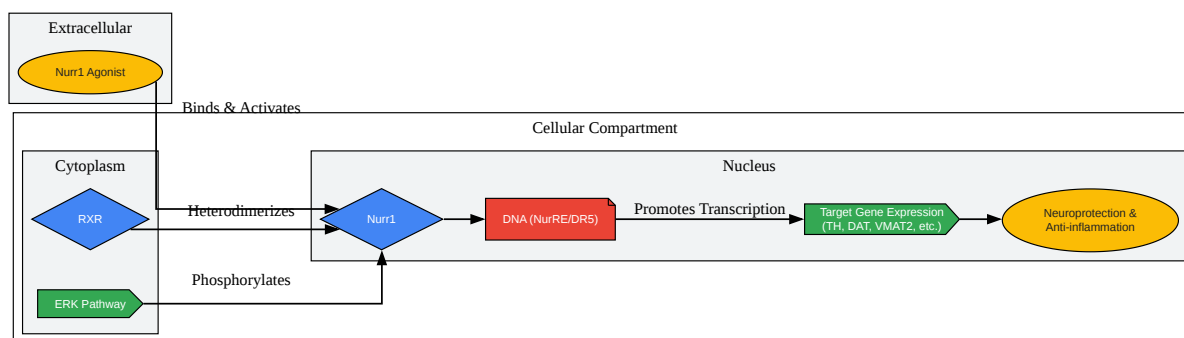 Extracellular
Nurr1 Agonist
Binds & Activates
Cellular Compartment
Cytoplasm
Nucleus
RXR
Heterodimerizes
Nurr1
DNA (NurRE/DR5)
Promotes Transcription
Target Gene Expression
(TH, DAT, VMAT2, etc.)
Neuroprotection &
Anti-inflammation
Phosphorylates
ERK Pathway